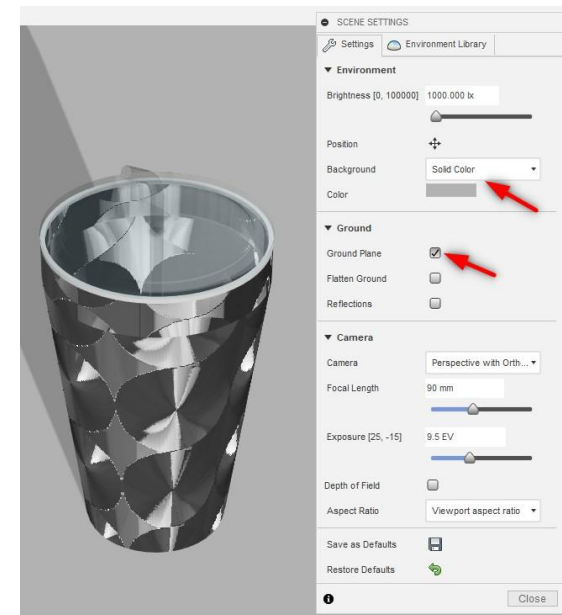 SCENE SETTINGS
Settings Environment Library
Environment
Brightness [0, 100000] 1000.000 lx
Position
Background Solid Color
Color
Ground
Ground Plane
Flatten Ground
Reflections
Camera
Camera Perspective with Orth...
Focal Length 90 mm
Exposure [25, -15] 9.5 EV
Depth of Field
Aspect Ratio Viewport aspect ratio
Save as Defaults
Restore Defaults
Close